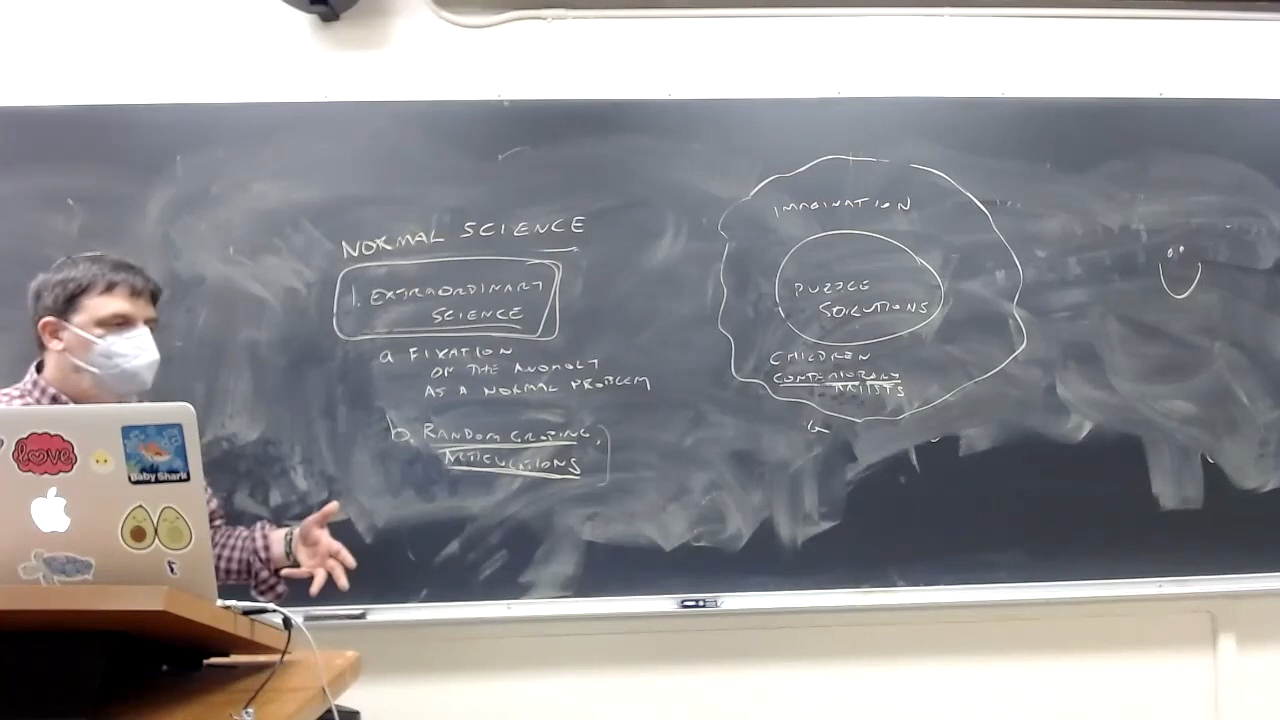 NORMAL SCIENCE
1. EXTRAORDINARY
SCIENCE
a FIXATION
ON THE ANOMOLY
AS A NORMAL PROBLEM
b. RANDOM GROPING,
ARTICULATIONS
IMAGINATION
PUZZLE
SOLUTIONS
CHILDREN
CONTEMPORARY
ARTISTS
love
Baby Shark